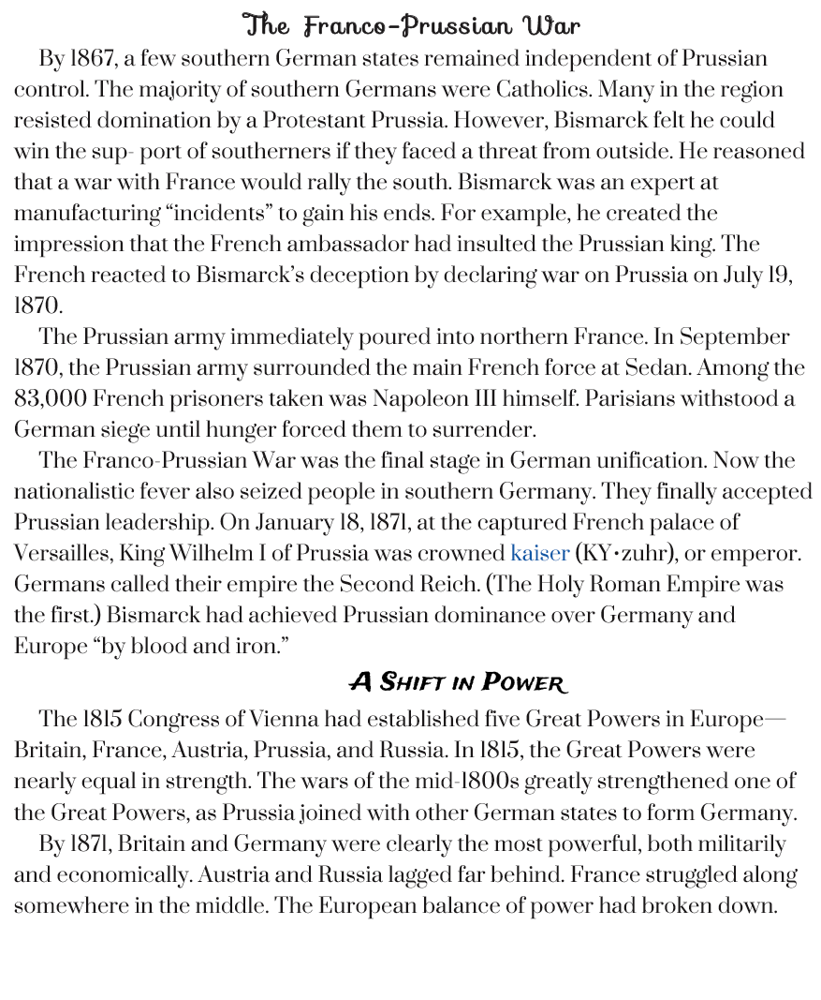 The Franco-Prussian War
By 1867, a few southern German states remained independent of Prussian
control. The majority of southern Germans were Catholics. Many in the region
resisted domination by a Protestant Prussia. However, Bismarck felt he could
win the sup- port of southerners if they faced a threat from outside. He reasoned
that a war with France would rally the south. Bismarck was an expert at
manufacturing “incidents” to gain his ends. For example, he created the
impression that the French ambassador had insulted the Prussian king. The
French reacted to Bismarck’s deception by declaring war on Prussia on July 19,
1870.
The Prussian army immediately poured into northern France. In September
1870, the Prussian army surrounded the main French force at Sedan. Among the
83,000 French prisoners taken was Napoleon III himself. Parisians withstood a
German siege until hunger forced them to surrender.
The Franco-Prussian War was the final stage in German unification. Now the
nationalistic fever also seized people in southern Germany. They finally accepted
Prussian leadership. On January 18, 1871, at the captured French palace of
Versailles, King Wilhelm I of Prussia was crowned kaiser (KY•zuhr), or emperor.
Germans called their empire the Second Reich. (The Holy Roman Empire was
the first.) Bismarck had achieved Prussian dominance over Germany and
Europe “by blood and iron.”
A Shift in Power
The 1815 Congress of Vienna had established five Great Powers in Europe—
Britain, France, Austria, Prussia, and Russia. In 1815, the Great Powers were
nearly equal in strength. The wars of the mid-1800s greatly strengthened one of
the Great Powers, as Prussia joined with other German states to form Germany.
By 1871, Britain and Germany were clearly the most powerful, both militarily
and economically. Austria and Russia lagged far behind. France struggled along
somewhere in the middle. The European balance of power had broken down.